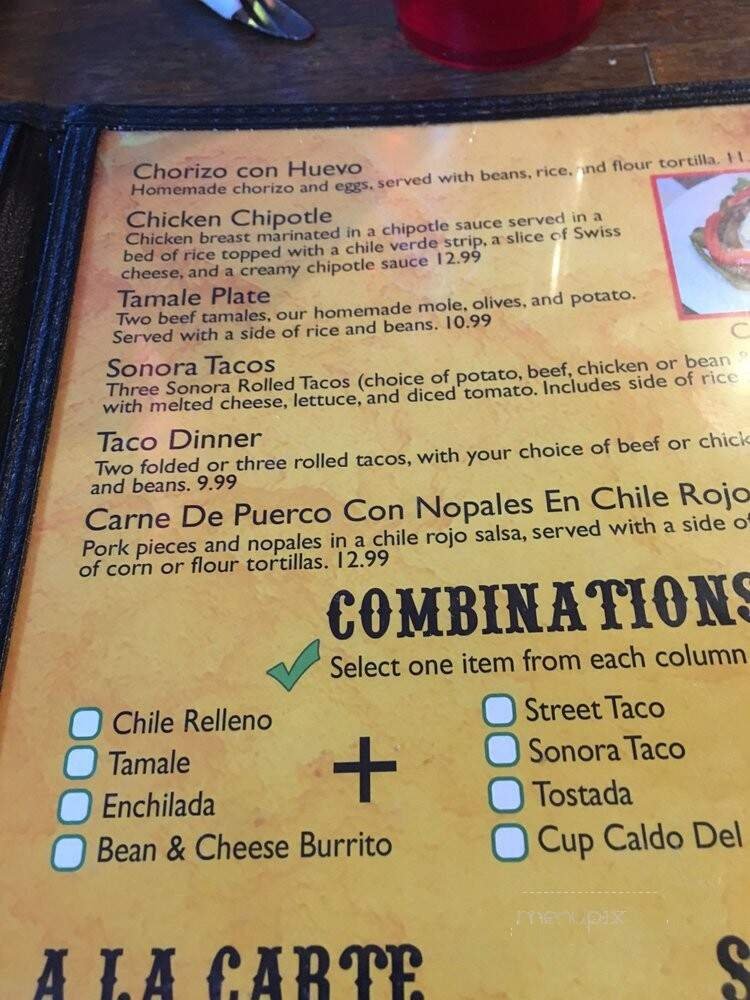 Chorizo con Huevo
Homemade chorizo and eggs, served with beans, rice, and flour tortilla. 11.
Chicken Chipotle
Chicken breast marinated in a chipotle sauce served in a
bed of rice topped with a chile verde strip, a slice of Swiss
cheese, and a creamy chipotle sauce 12.99
Tamale Plate
Two beef tamales, our homemade mole, olives, and potato.
Served with a side of rice and beans. 10.99
Sonora Tacos
Three Sonora Rolled Tacos (choice of potato, beef, chicken or bean
with melted cheese, lettuce, and diced tomato. Includes side of rice
Taco Dinner
Two folded or three rolled tacos, with your choice of beef or chick
and beans. 9.99
Carne De Puerco Con Nopales En Chile Rojo
Pork pieces and nopales in a chile rojo salsa, served with a side of
of corn or flour tortillas. 12.99
COMBINATIONS
Select one item from each column
Chile Relleno
Tamale
Enchilada
Bean & Cheese Burrito
+
Street Taco
Sonora Taco
Tostada
Cup Caldo Del
menupix
A LA CARTE
S